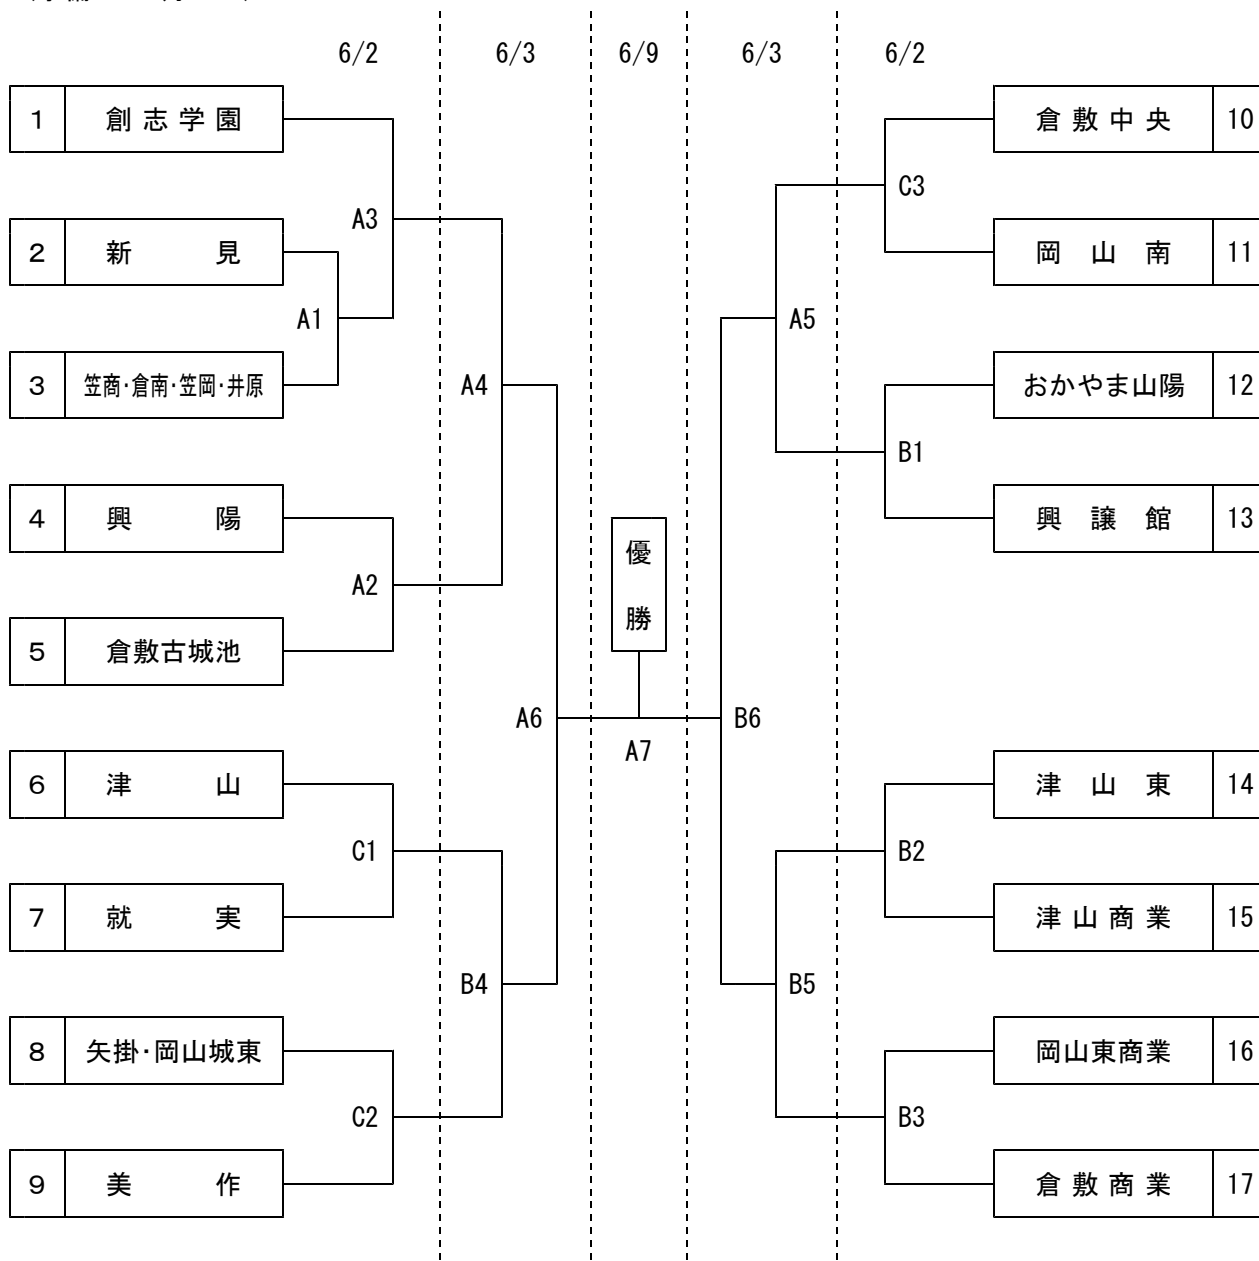 6/2 6/3 6/9 6/3 6/2
1 創志学園
2 新見
3 笠商・倉南・笠岡・井原
4 興陽
5 倉敷古城池
6 津山
7 就実
8 矢掛・岡山城東
9 美作
A1
A3
A2
C1
C2
A4
B4
A6
優勝
A7
B6
A5
B5
C3
B1
B2
B3
倉敷中央 10
岡山南 11
おかやま山陽 12
興譲館 13
津山東 14
津山商業 15
岡山東商業 16
倉敷商業 17